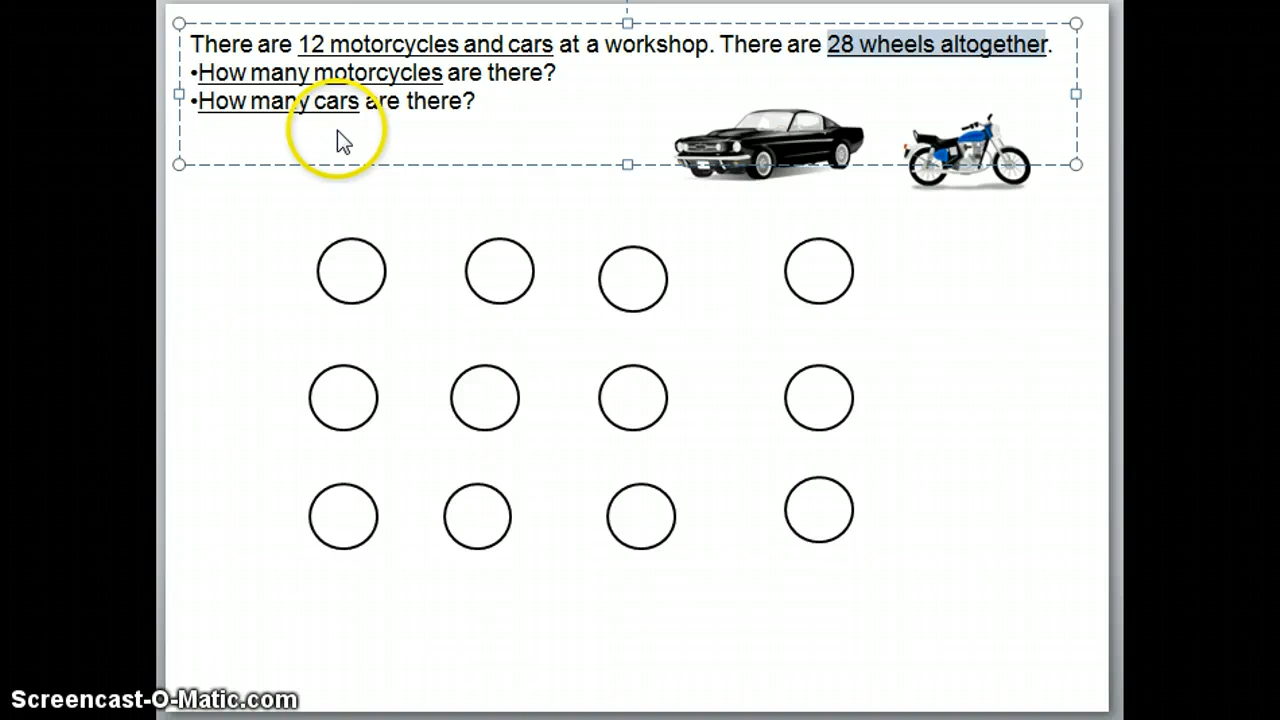 There are 12 motorcycles and cars at a workshop. There are 28 wheels altogether.
•How many motorcycles are there?
•How many cars are there?
Screencast-O-Matic.com